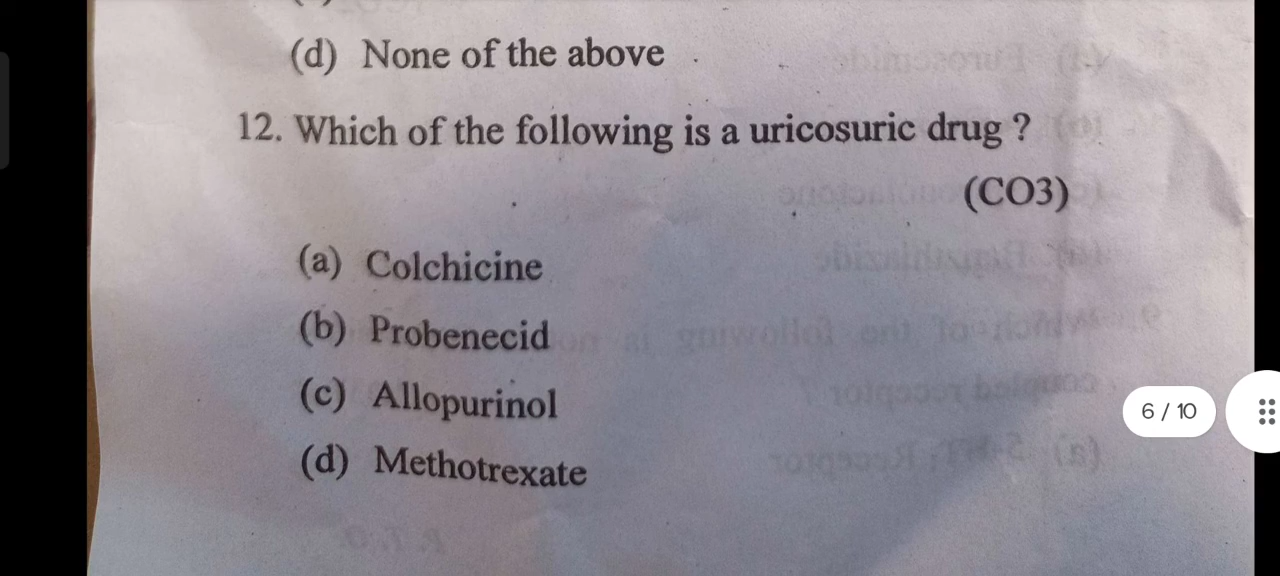 (d) None of the above
12. Which of the following is a uricosuric drug ?
(CO3)
(a) Colchicine
(b) Probenecid
(c) Allopurinol
(d) Methotrexate
6 / 10